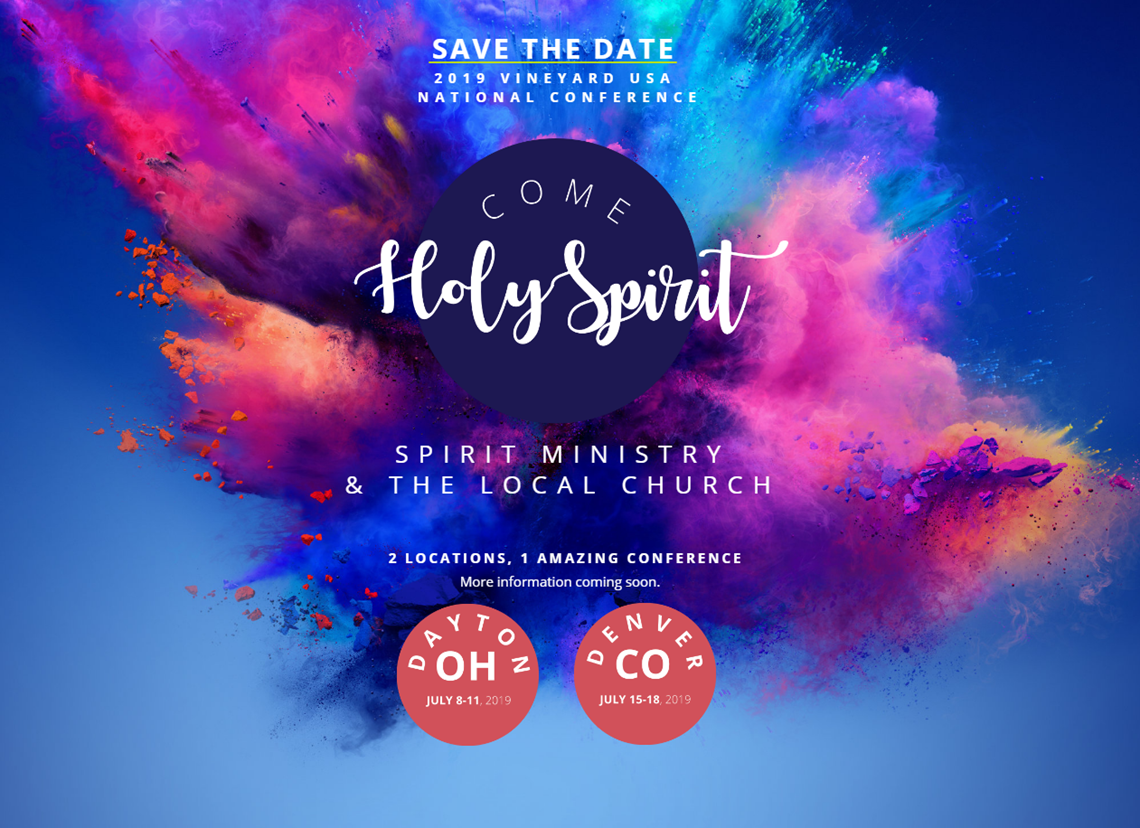 SAVE THE DATE
2019 VINEYARD USA
NATIONAL CONFERENCE
COME
Holy Spirit
SPIRIT MINISTRY
& THE LOCAL CHURCH
2 LOCATIONS, 1 AMAZING CONFERENCE
More information coming soon.
DAYTON
OH
JULY 8-11, 2019
DENVER
CO
JULY 15-18, 2019